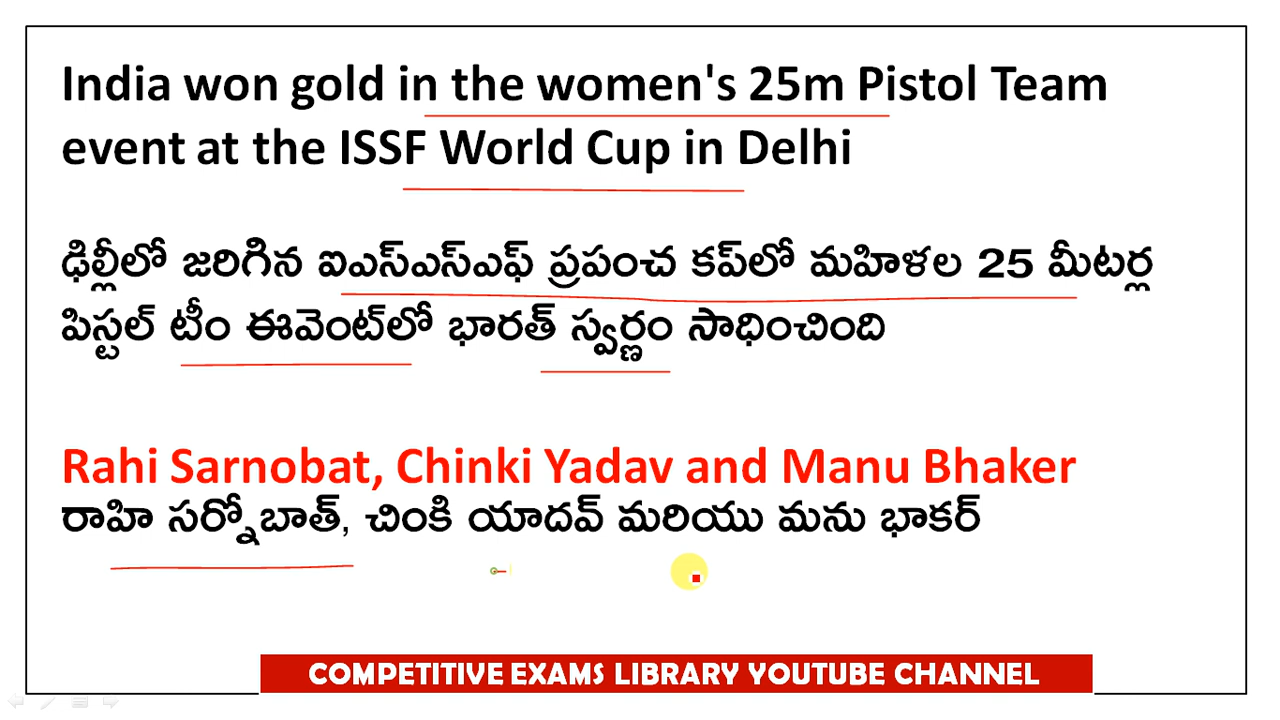 India won gold in the women's 25m Pistol Team
event at the ISSF World Cup in Delhi
ఢిల్లీలో జరిగిన ఐఎస్ఎస్ఎఫ్ ప్రపంచ కప్‌లో మహిళల 25 మీటర్ల
పిస్టల్ టీం ఈవెంట్‌లో భారత్ స్వర్ణం సాధించింది
Rahi Sarnobat, Chinki Yadav and Manu Bhaker
రాహి సర్నోబాత్, చింకి యాదవ్ మరియు మను భాకర్
COMPETITIVE EXAMS LIBRARY YOUTUBE CHANNEL